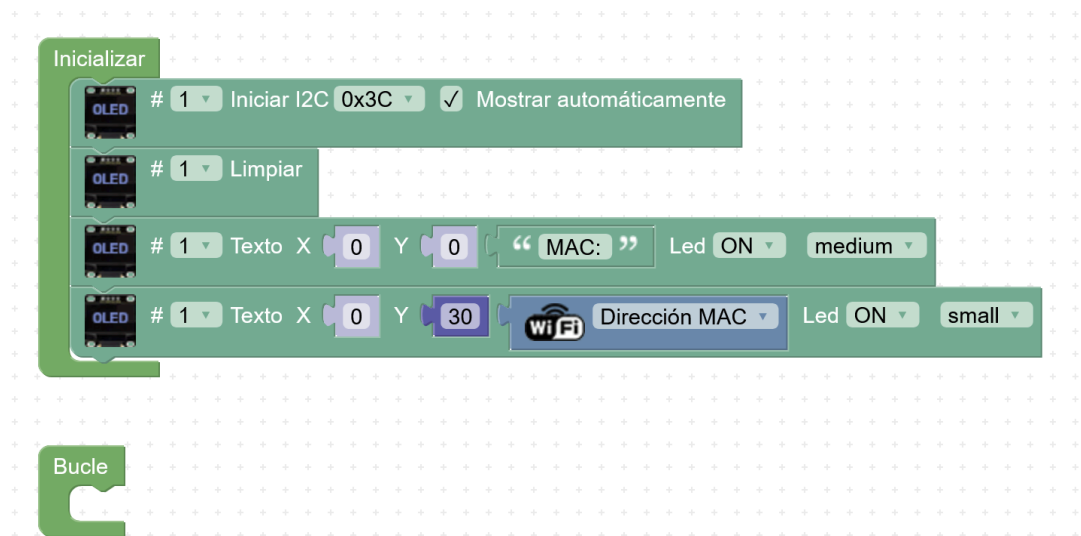 Inicializar
OLED # 1 Iniciar I2C 0x3C ✓ Mostrar automáticamente
OLED # 1 Limpiar
OLED # 1 Texto X 0 Y 0 “ MAC: ” Led ON medium
OLED # 1 Texto X 0 Y 30 WiFi Dirección MAC Led ON small
Bucle